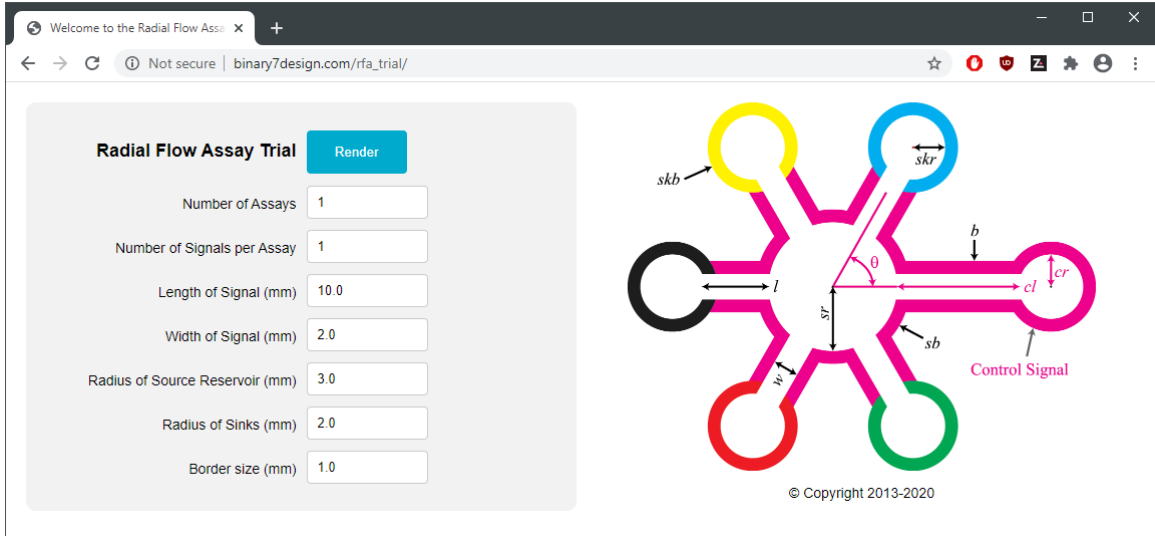 Welcome to the Radial Flow Assa
Not secure | binary7design.com/rfa_trial/
Radial Flow Assay Trial Render
Number of Assays 1
Number of Signals per Assay 1
Length of Signal (mm) 10.0
Width of Signal (mm) 2.0
Radius of Source Reservoir (mm) 3.0
Radius of Sinks (mm) 2.0
Border size (mm) 1.0
skr
skb
b
θ
cr
l
cl
sr
sb
w
Control Signal
© Copyright 2013-2020